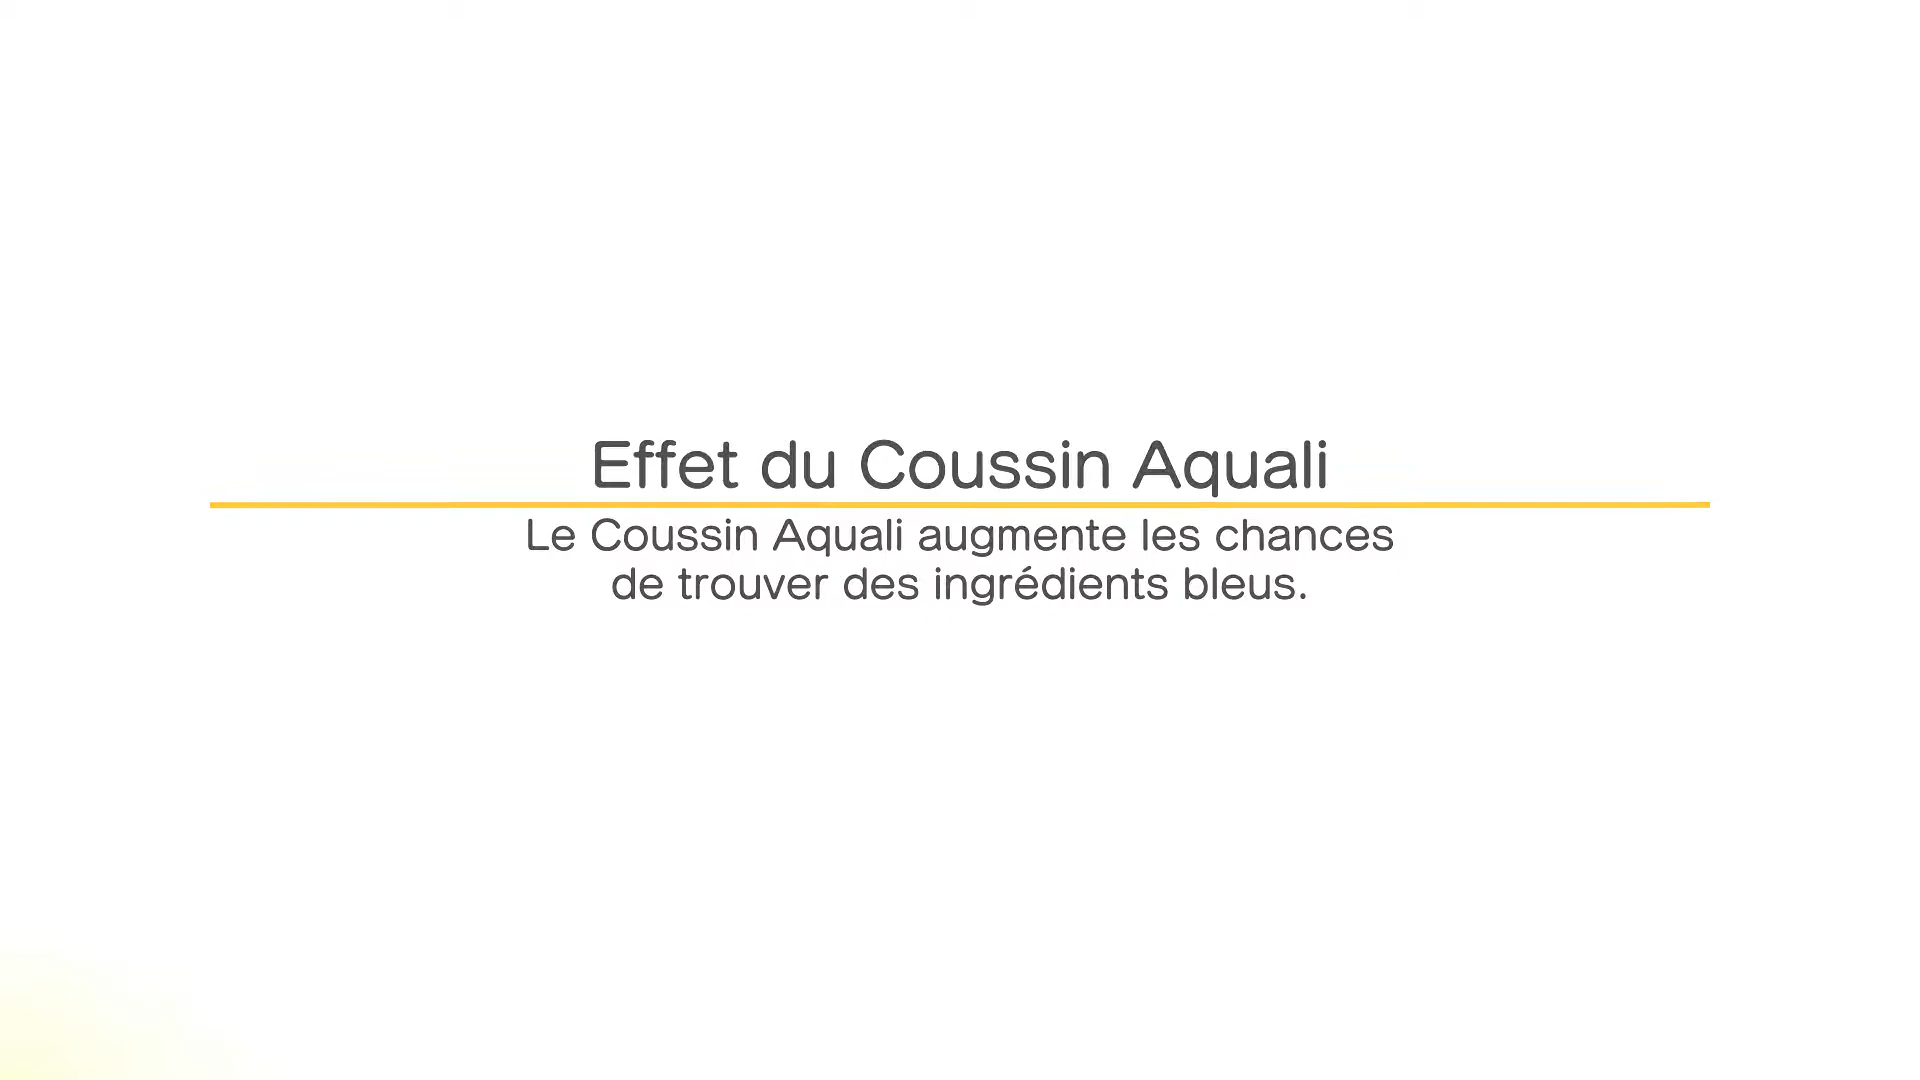 Effet du Coussin Aquali
Le Coussin Aquali augmente les chances
de trouver des ingrédients bleus.